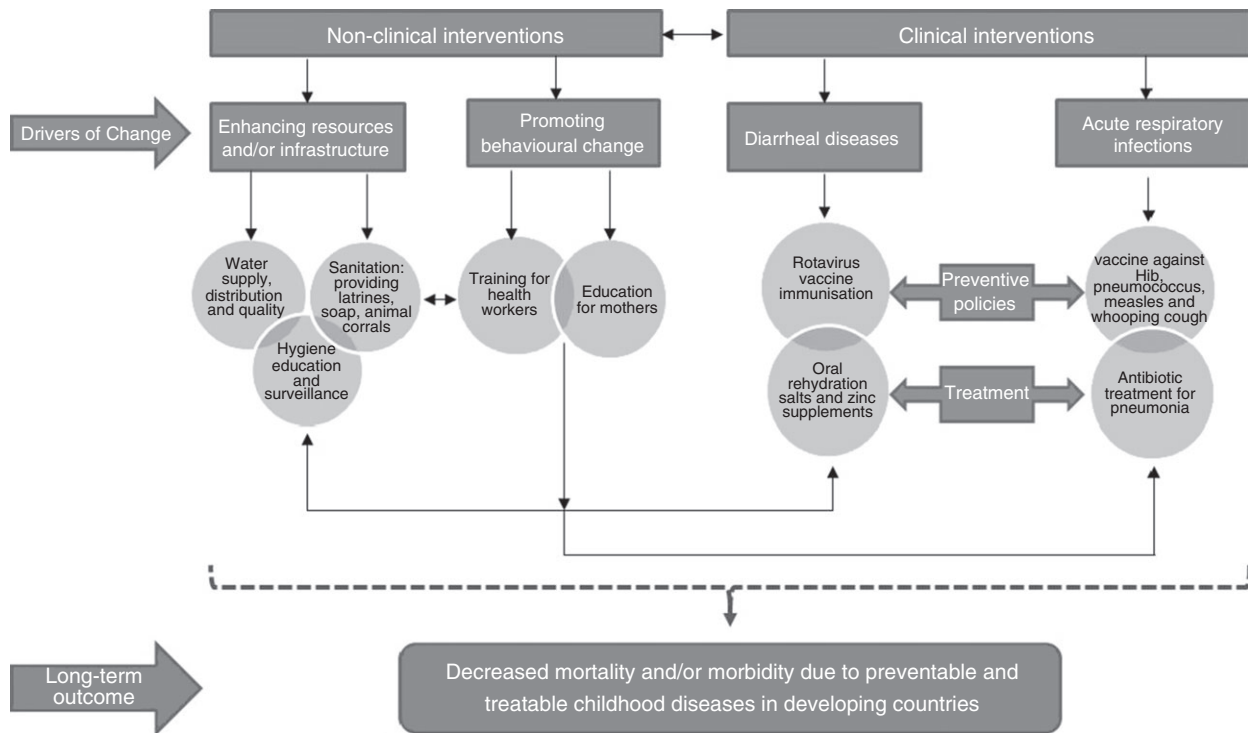 Non-clinical interventions
Clinical interventions
Drivers of Change
Enhancing resources
and/or infrastructure
Promoting
behavioural change
Diarrheal diseases
Acute respiratory
infections
Water
supply,
distribution
and quality
Sanitation:
providing
latrines,
soap, animal
corrals
Hygiene
education
and
surveillance
Training for
health
workers
Education
for mothers
Rotavirus
vaccine
immunisation
Preventive
policies
vaccine against
Hib,
pneumococcus,
measles and
whooping cough
Oral
rehydration
salts and zinc
supplements
Treatment
Antibiotic
treatment for
pneumonia
Long-term
outcome
Decreased mortality and/or morbidity due to preventable and
treatable childhood diseases in developing countries